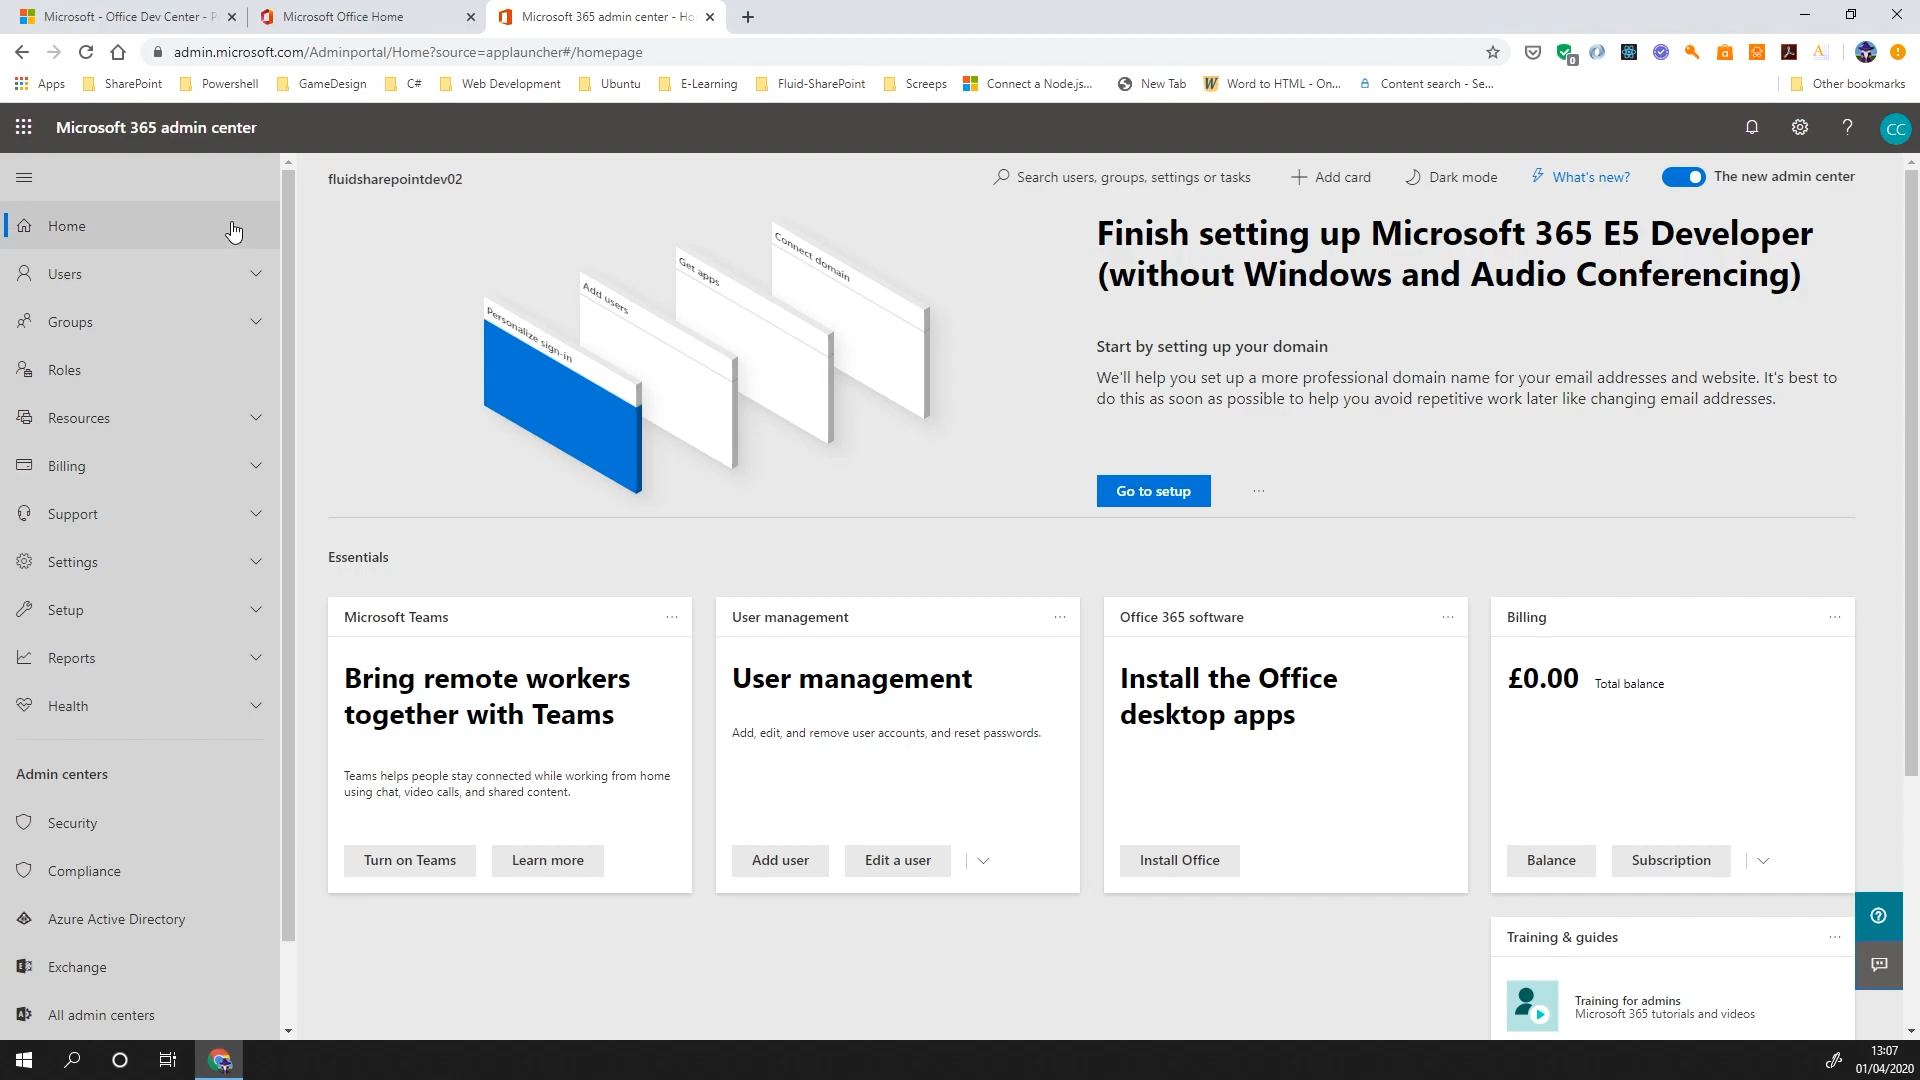 Microsoft - Office Dev Center - P
Microsoft Office Home
Microsoft 365 admin center - Ho
admin.microsoft.com/Adminportal/Home?source=applauncher#/homepage
0
Apps
SharePoint
Powershell
GameDesign
C#
Web Development
Ubuntu
E-Learning
Fluid-SharePoint
Screeps
Connect a Node.js...
New Tab
Word to HTML - On...
Content search - Se...
Other bookmarks
Microsoft 365 admin center
?
CC
fluidsharepointdev02
Search users, groups, settings or tasks
Add card
Dark mode
What's new?
The new admin center
Home
Users
Groups
Roles
Resources
Billing
Support
Settings
Setup
Reports
Health
Admin centers
Security
Compliance
Azure Active Directory
Exchange
All admin centers
Personalize sign-in
Add users
Get apps
Connect domain
Finish setting up Microsoft 365 E5 Developer
(without Windows and Audio Conferencing)
Start by setting up your domain
We'll help you set up a more professional domain name for your email addresses and website. It's best to
do this as soon as possible to help you avoid repetitive work later like changing email addresses.
Go to setup
Essentials
Microsoft Teams
Bring remote workers
together with Teams
Teams helps people stay connected while working from home
using chat, video calls, and shared content.
Turn on Teams
Learn more
User management
User management
Add, edit, and remove user accounts, and reset passwords.
Add user
Edit a user
Office 365 software
Install the Office
desktop apps
Install Office
Billing
£0.00 Total balance
Balance
Subscription
Training & guides
Training for admins
Microsoft 365 tutorials and videos
13:07
01/04/2020